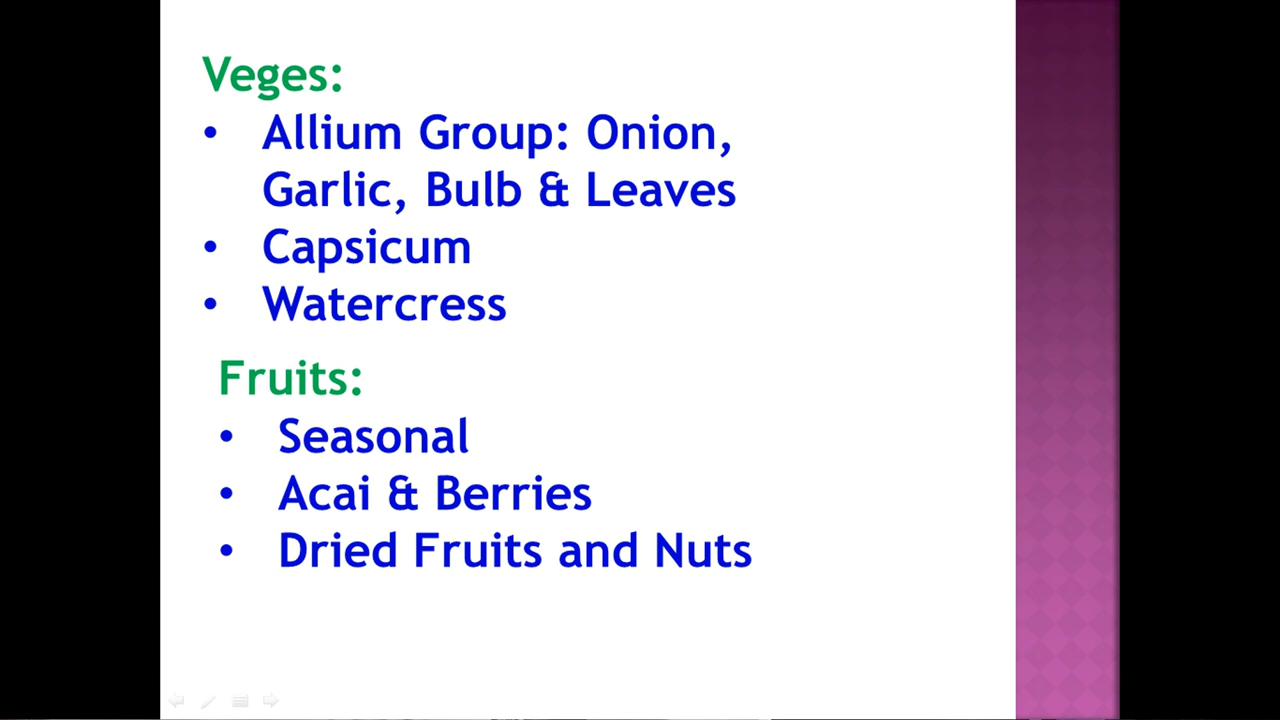 Veges:
• Allium Group: Onion,
Garlic, Bulb & Leaves
• Capsicum
• Watercress
Fruits:
• Seasonal
• Acai & Berries
• Dried Fruits and Nuts